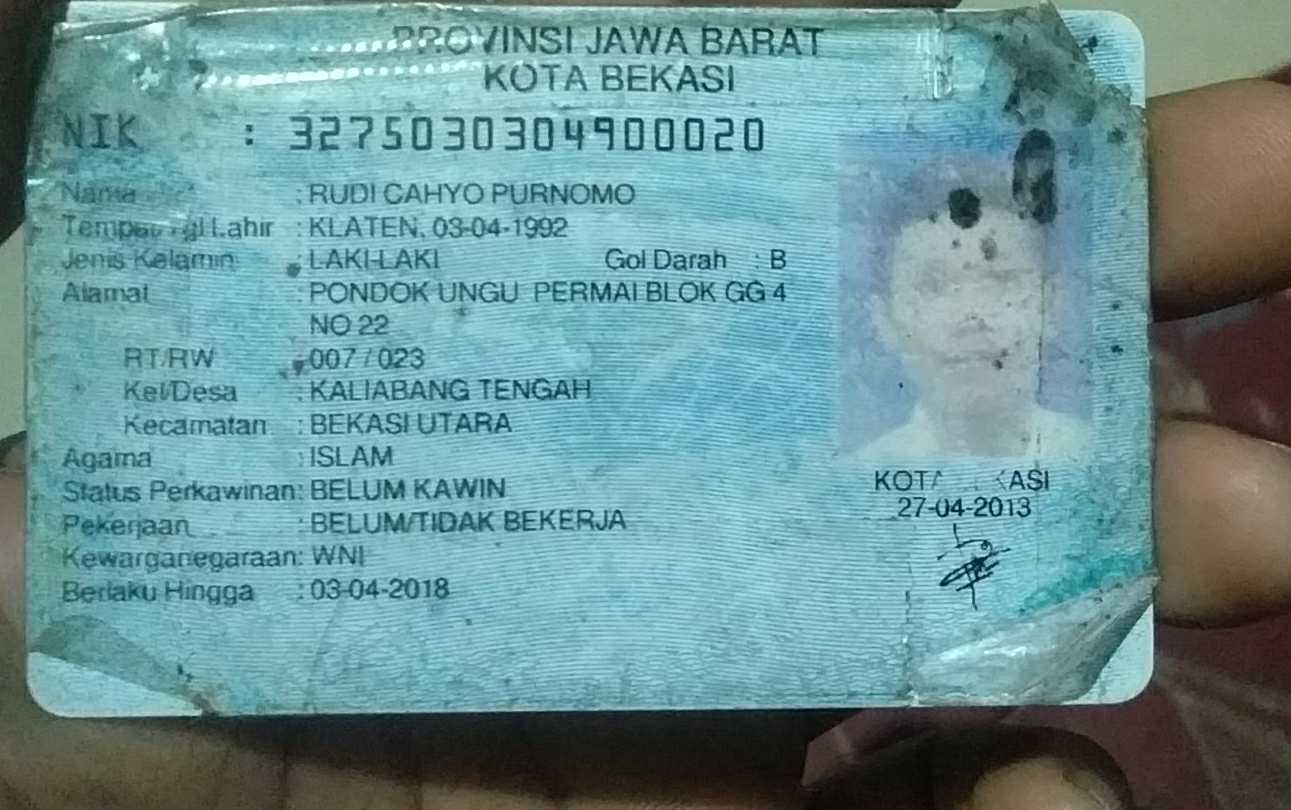 PROVINSI JAWA BARAT
KOTA BEKASI
NIK : 3275030304900020
Nama : RUDI CAHYO PURNOMO
Tempat/Tgl Lahir : KLATEN, 03-04-1992
Jenis Kelamin : LAKI-LAKI Gol Darah : B
Alamat : PONDOK UNGU PERMAI BLOK GG 4
NO 22
RT/RW : 007 / 023
Kel/Desa : KALIABANG TENGAH
Kecamatan : BEKASI UTARA
Agama : ISLAM
Status Perkawinan: BELUM KAWIN
Pekerjaan : BELUM/TIDAK BEKERJA
Kewarganegaraan: WNI
Berlaku Hingga : 03-04-2018
KOTA BEKASI
27-04-2013